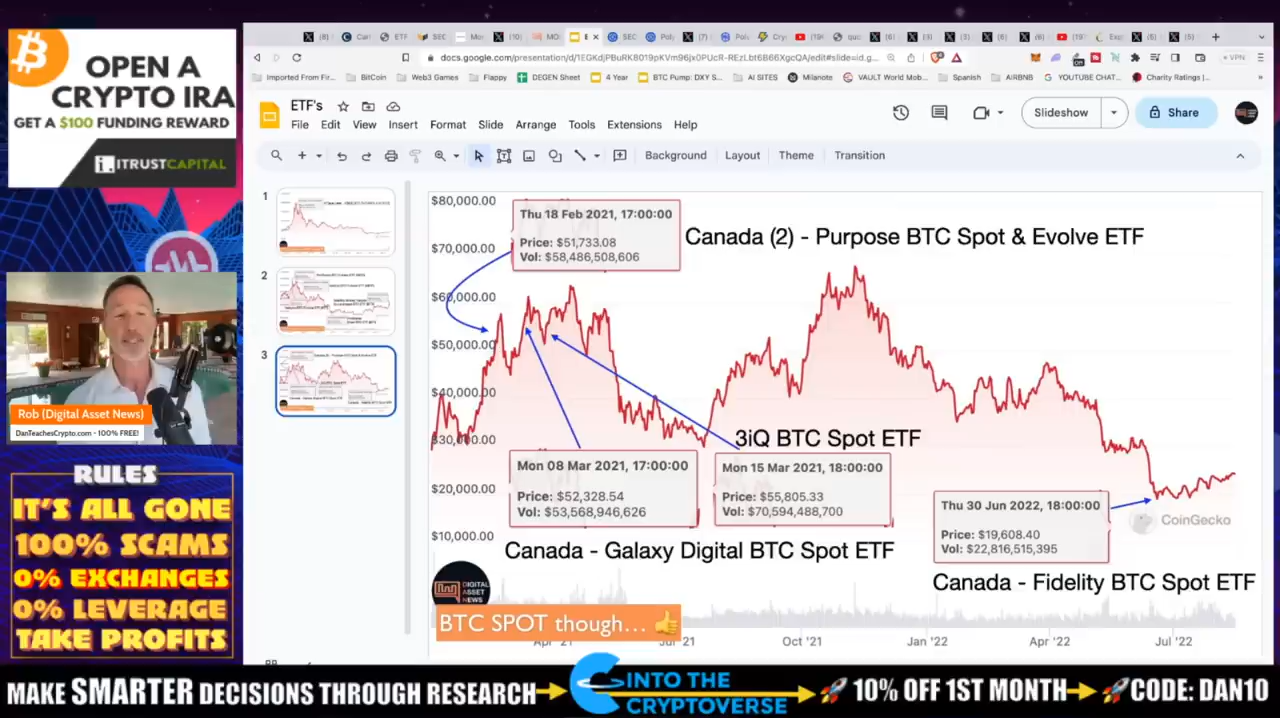 OPEN A
CRYPTO IRA
GET A $100 FUNDING REWARD
iTRUSTCAPITAL
Rob (Digital Asset News)
DanTeachesCrypto.com - 100% FREE!
RULES
IT'S ALL GONE
100% SCAMS
0% EXCHANGES
0% LEVERAGE
TAKE PROFITS
Imported From Fir...
BitCoin
Web3 Games
Flappy
DEGEN Sheet
4 Year
BTC Pump: DXY S...
AI SITES
Milanote
VAULT World Mob...
Spanish
AIRBNB
YOUTUBE CHAT...
Charity Ratings |...
VPN
ETF's
File Edit View Insert Format Slide Arrange Tools Extensions Help
Slideshow
Share
Background Layout Theme Transition
1
2
3
$80,000.00
$70,000.00
$60,000.00
$50,000.00
$40,000.00
$30,000.00
$20,000.00
$10,000.00
Thu 18 Feb 2021, 17:00:00
Price: $51,733.08
Vol: $58,486,508,606
Canada (2) - Purpose BTC Spot & Evolve ETF
3iQ BTC Spot ETF
Mon 08 Mar 2021, 17:00:00
Price: $52,328.54
Vol: $53,568,946,626
Mon 15 Mar 2021, 18:00:00
Price: $55,805.33
Vol: $70,594,488,700
Thu 30 Jun 2022, 18:00:00
Price: $19,608.40
Vol: $22,816,515,395
CoinGecko
Canada - Galaxy Digital BTC Spot ETF
Canada - Fidelity BTC Spot ETF
DIGITAL
ASSET
NEWS
BTC SPOT though... 👍
Apr '21 Jul '21 Oct '21 Jan '22 Apr '22 Jul '22
MAKE SMARTER DECISIONS THROUGH RESEARCH
INTO THE
CRYPTOVERSE
🚀 10% OFF 1ST MONTH
🚀CODE: DAN10